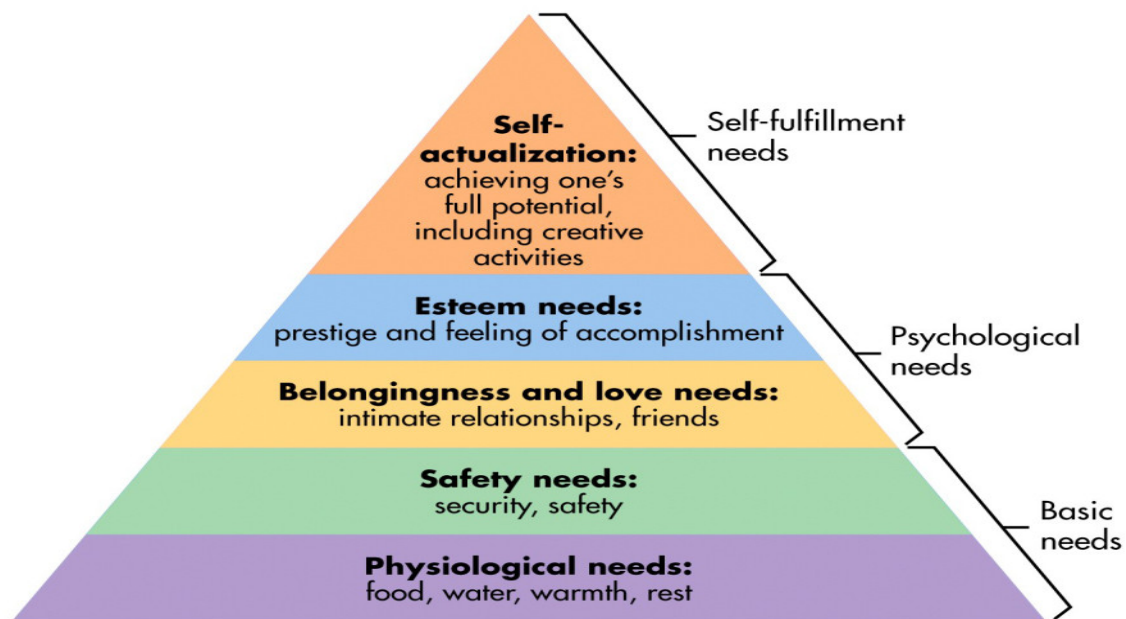 Self-
actualization:
achieving one's
full potential,
including creative
activities
Self-fulfillment
needs
Esteem needs:
prestige and feeling of accomplishment
Psychological
needs
Belongingness and love needs:
intimate relationships, friends
Safety needs:
security, safety
Basic
needs
Physiological needs:
food, water, warmth, rest